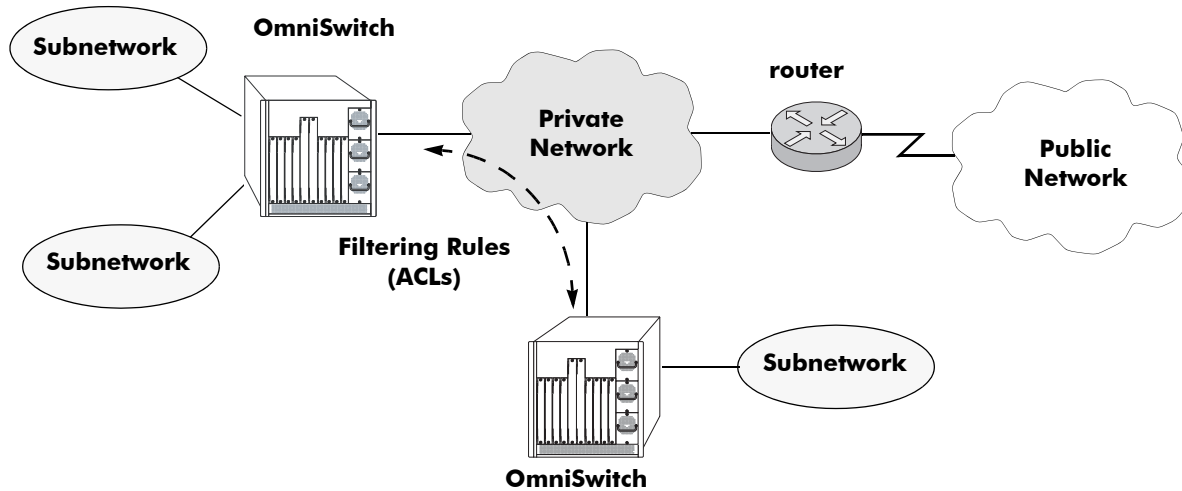 OmniSwitch
Subnetwork
router
Private
Network
Public
Network
Subnetwork
Filtering Rules
(ACLs)
Subnetwork
OmniSwitch